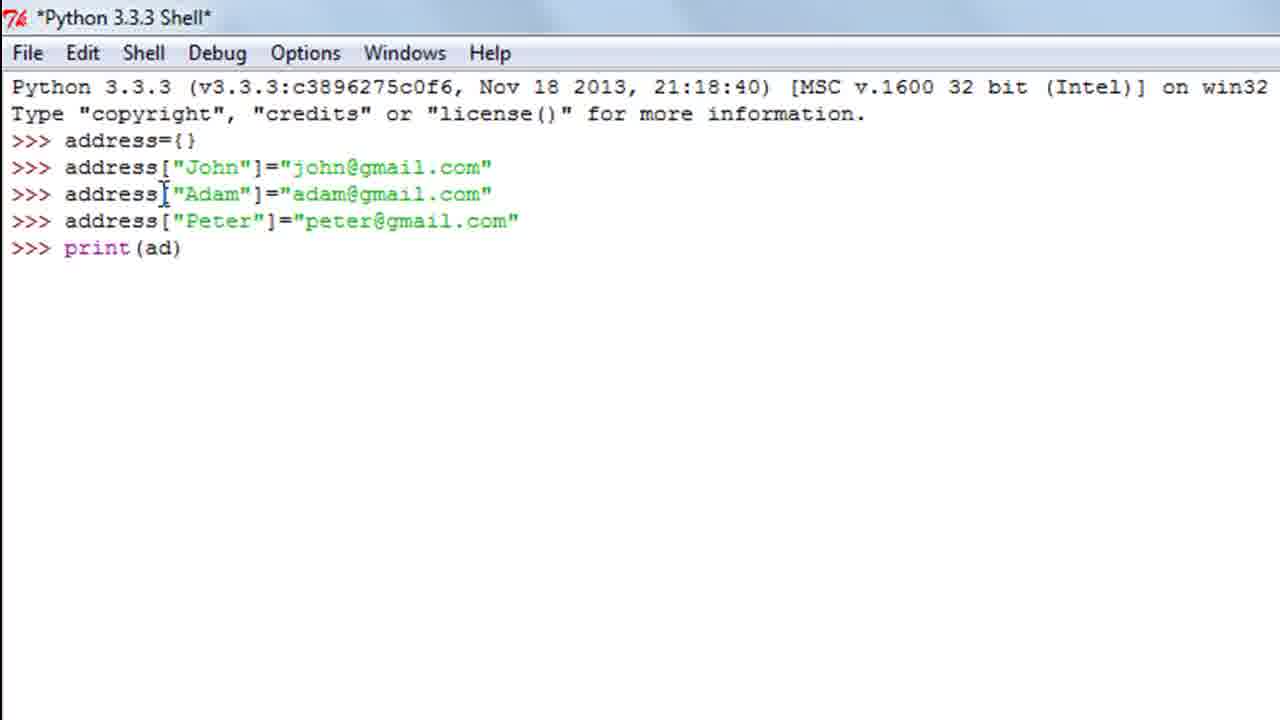 *Python 3.3.3 Shell*
File Edit Shell Debug Options Windows Help
Python 3.3.3 (v3.3.3:c3896275c0f6, Nov 18 2013, 21:18:40) [MSC v.1600 32 bit (Intel)] on win32
Type "copyright", "credits" or "license()" for more information.
>>> address={}
>>> address["John"]="john@gmail.com"
>>> address["Adam"]="adam@gmail.com"
>>> address["Peter"]="peter@gmail.com"
>>> print(ad)